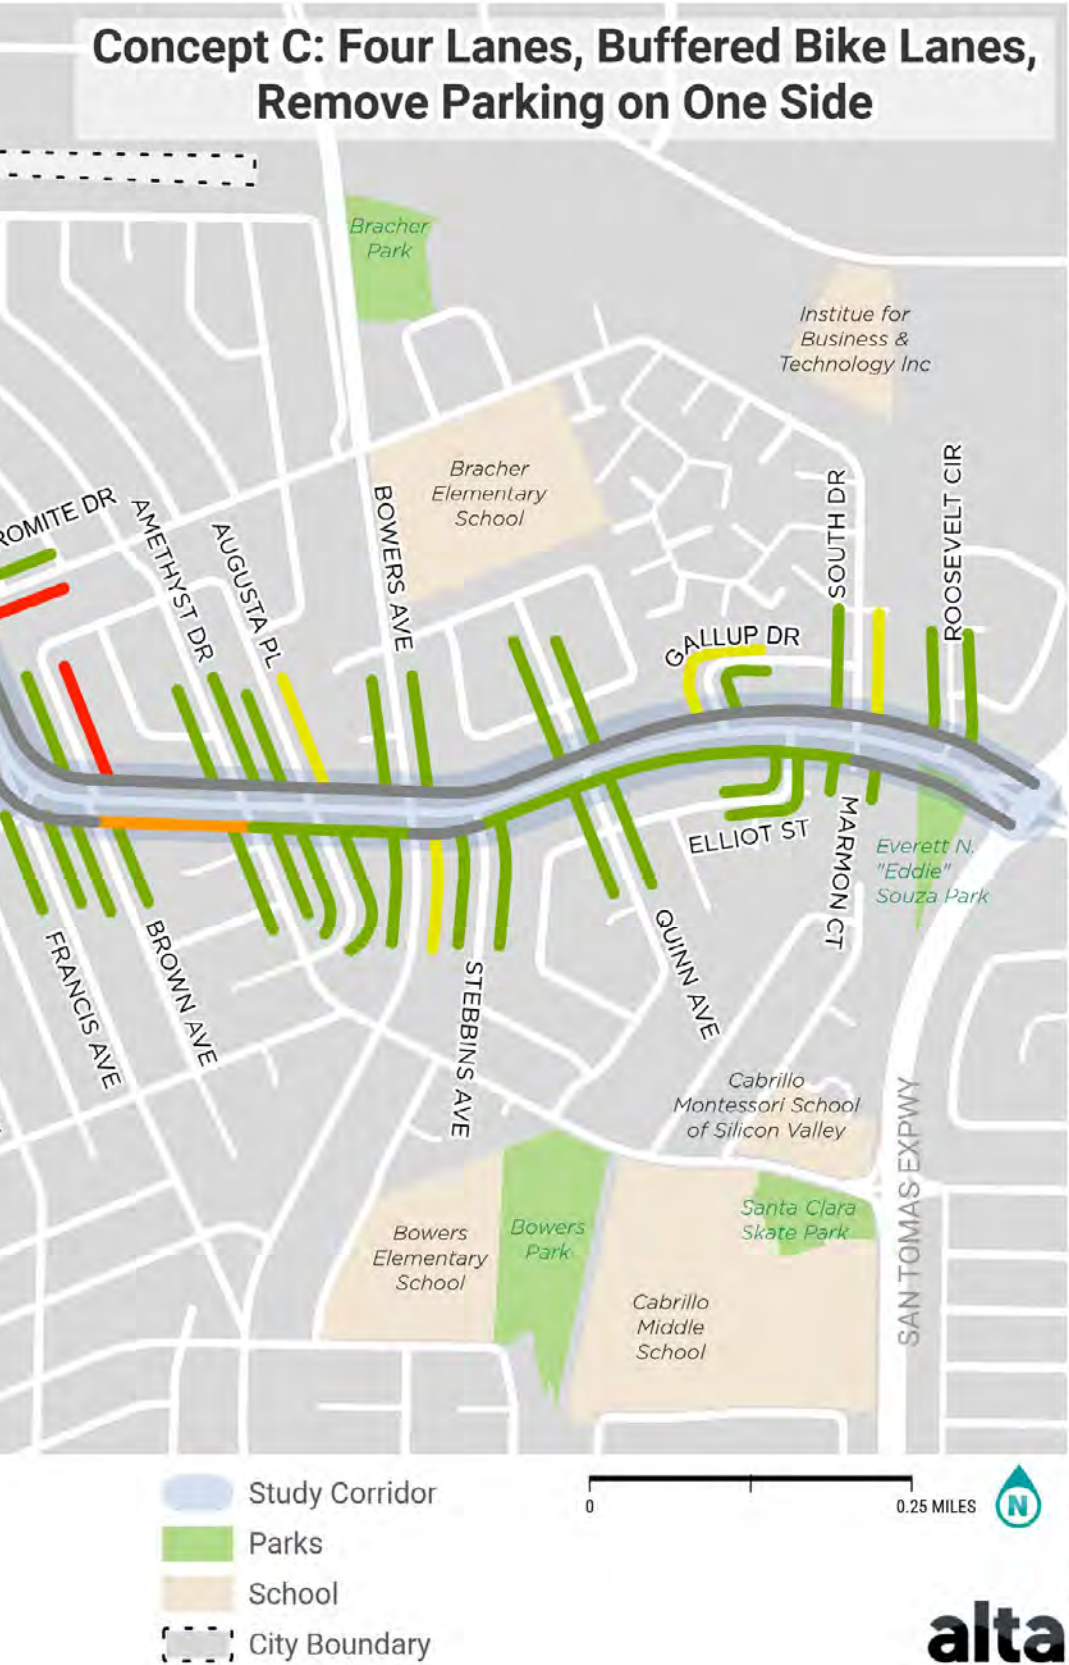 Concept C: Four Lanes, Buffered Bike Lanes,
Remove Parking on One Side
Bracher
Park
Institue for
Business &
Technology Inc
Bracher
Elementary
School
ROMITE DR
AMETHYST DR
AUGUSTA PL
BOWERS AVE
SOUTH DR
ROOSEVELT CIR
GALLUP DR
ELLIOT ST
MARMON CT
Everett N.
"Eddie"
Souza Park
FRANCIS AVE
BROWN AVE
STEBBINS AVE
QUINN AVE
Cabrillo
Montessori School
of Silicon Valley
SAN TOMAS EXPWY
Santa Clara
Skate Park
Bowers
Elementary
School
Bowers
Park
Cabrillo
Middle
School
Study Corridor
Parks
School
City Boundary
0
0.25 MILES
N
alta